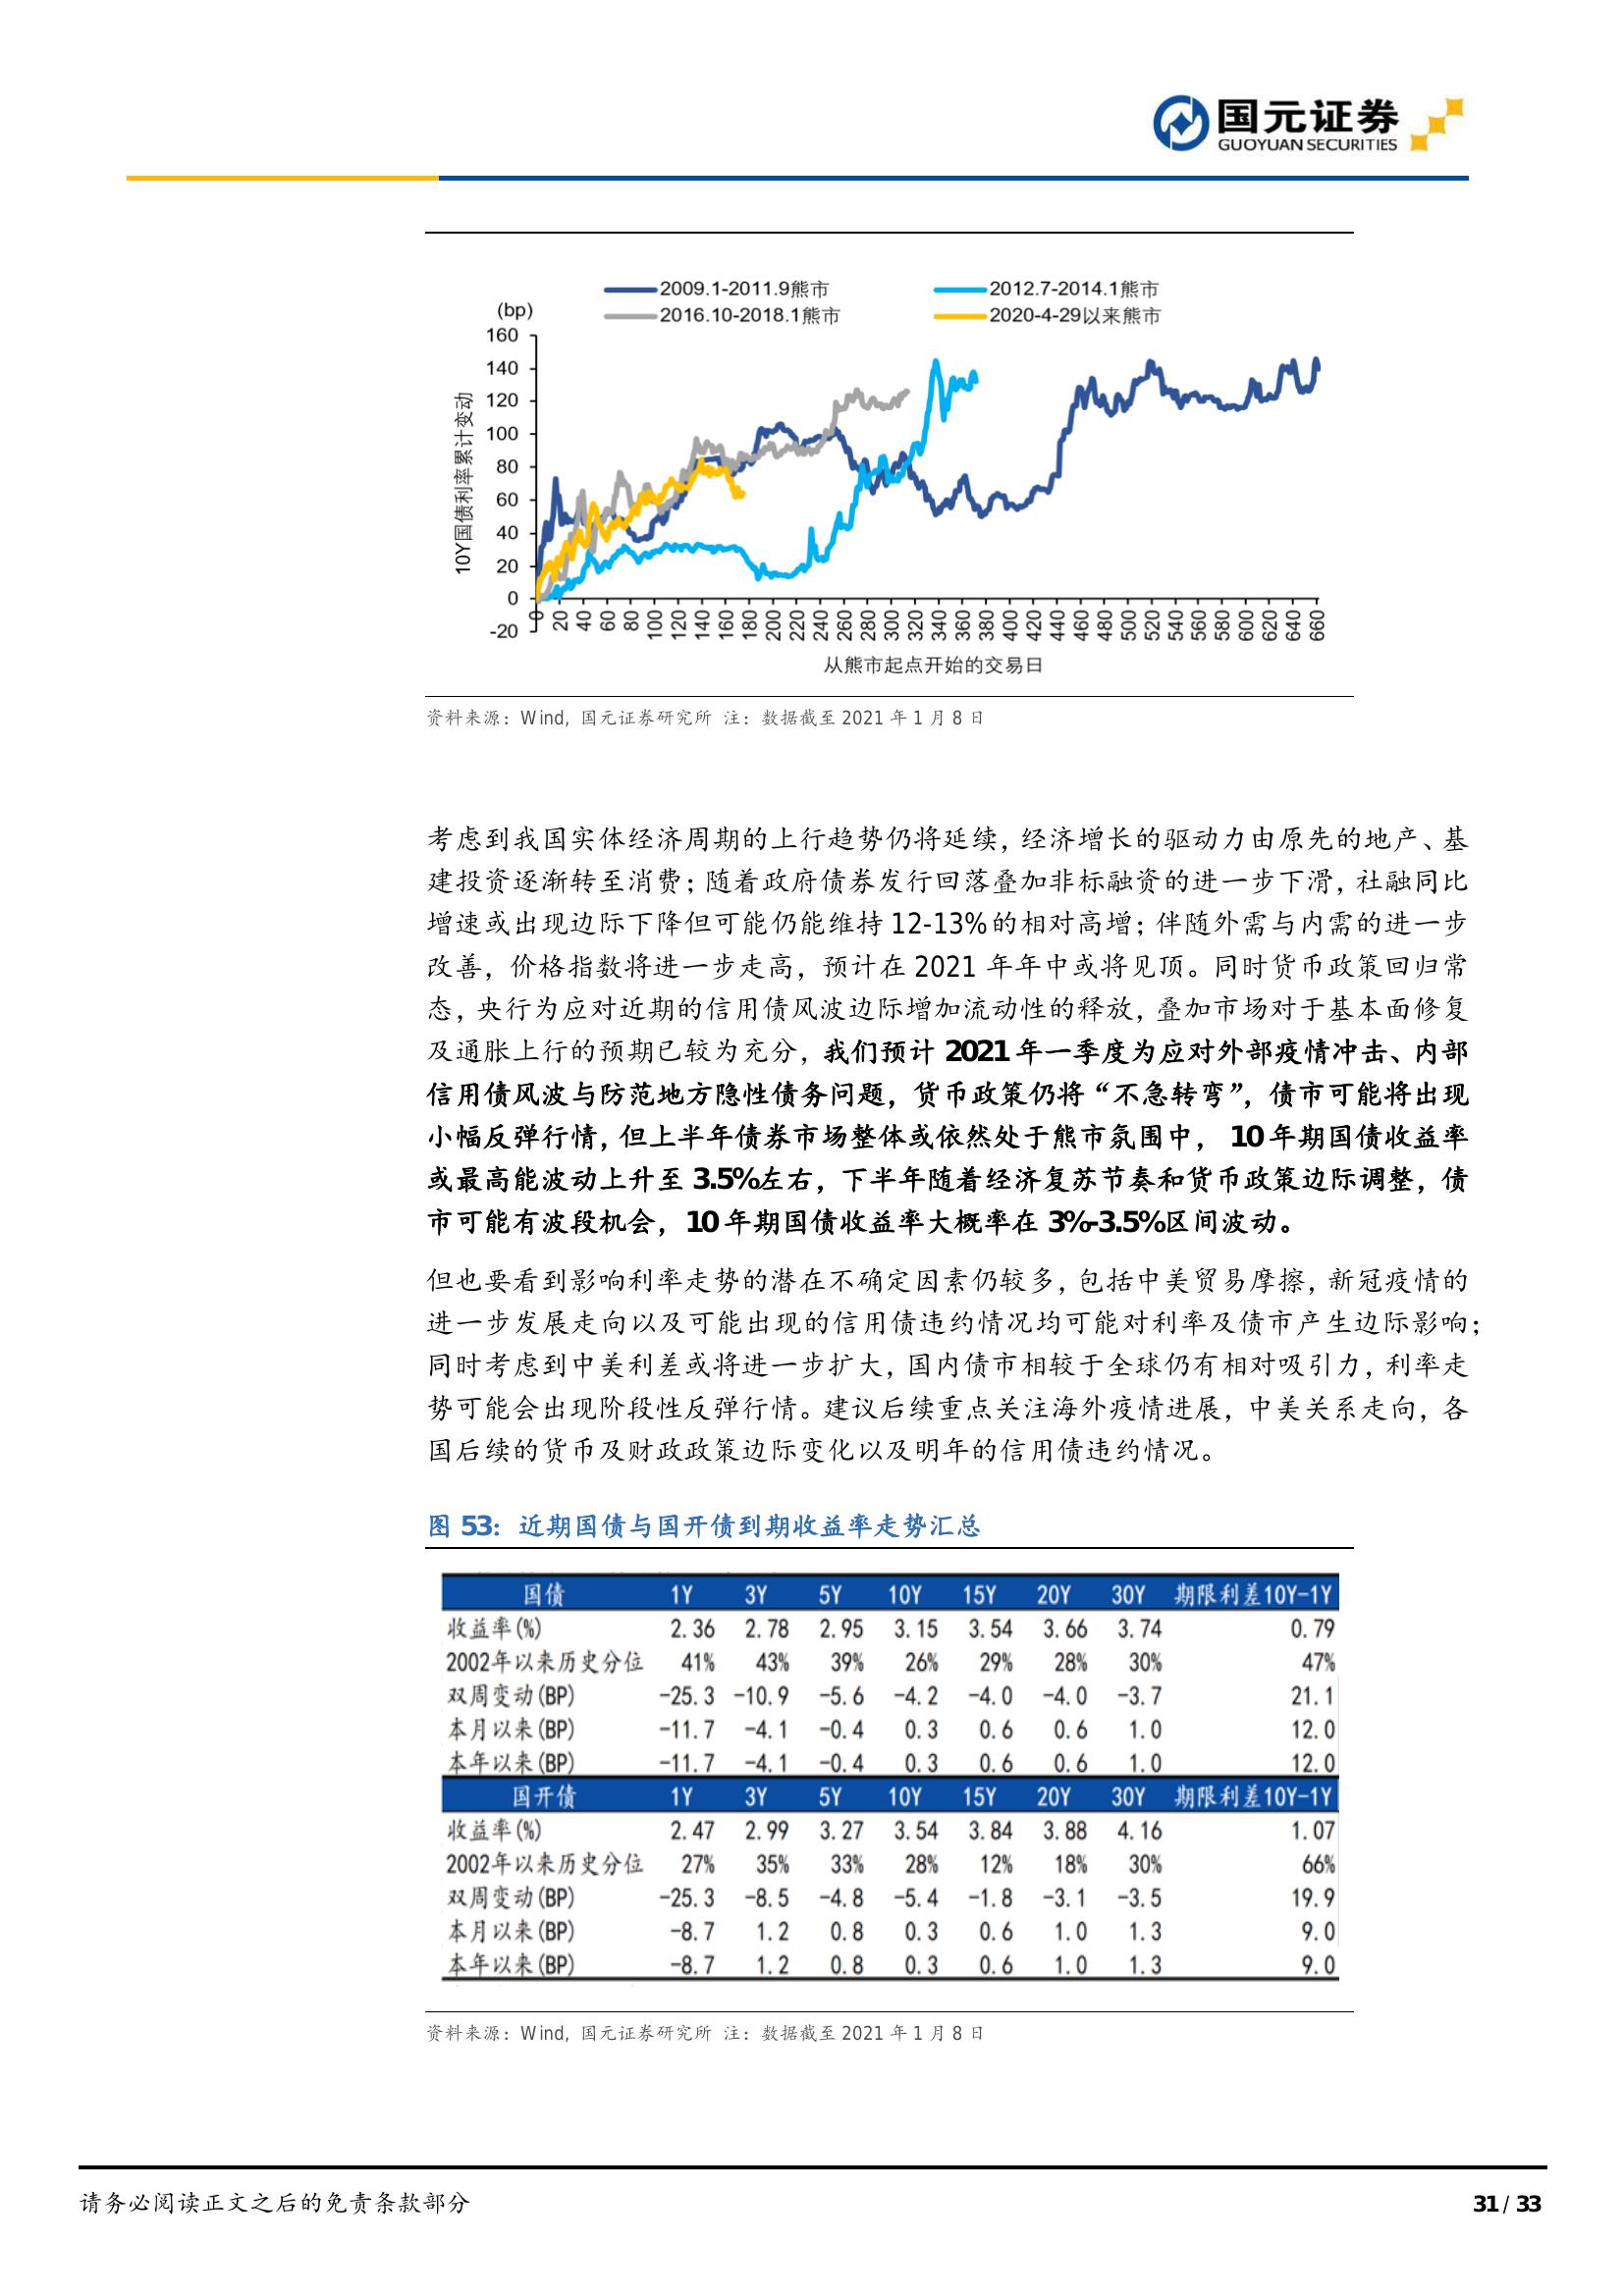 国元证券
GUOYUAN SECURITIES
2009.1-2011.9熊市 2012.7-2014.1熊市
(bp) 2016.10-2018.1熊市 2020-4-29以来熊市
160
140
120
100
80
60
40
20
0
-20
10Y国债利率累计变动
0 20 40 60 80 100 120 140 160 180 200 220 240 260 280 300 320 340 360 380 400 420 440 460 480 500 520 540 560 580 600 620 640 660
从熊市起点开始的交易日
资料来源：Wind，国元证券研究所 注：数据截至 2021 年 1 月 8 日
考虑到我国实体经济周期的上行趋势仍将延续，经济增长的驱动力由原先的地产、基
建投资逐渐转至消费；随着政府债券发行回落叠加非标融资的进一步下滑，社融同比
增速或出现边际下降但可能仍能维持 12-13%的相对高增；伴随外需与内需的进一步
改善，价格指数将进一步走高，预计在 2021 年年中或将见顶。同时货币政策回归常
态，央行为应对近期的信用债风波边际增加流动性的释放，叠加市场对于基本面修复
及通胀上行的预期已较为充分，我们预计 2021 年一季度为应对外部疫情冲击、内部
信用债风波与防范地方隐性债务问题，货币政策仍将“不急转弯”，债市可能将出现
小幅反弹行情，但上半年债券市场整体或依然处于熊市氛围中， 10 年期国债收益率
或最高能波动上升至 3.5%左右，下半年随着经济复苏节奏和货币政策边际调整，债
市可能有波段机会，10 年期国债收益率大概率在 3%-3.5%区间波动。
但也要看到影响利率走势的潜在不确定因素仍较多，包括中美贸易摩擦，新冠疫情的
进一步发展走向以及可能出现的信用债违约情况均可能对利率及债市产生边际影响；
同时考虑到中美利差或将进一步扩大，国内债市相较于全球仍有相对吸引力，利率走
势可能会出现阶段性反弹行情。建议后续重点关注海外疫情进展，中美关系走向，各
国后续的货币及财政政策边际变化以及明年的信用债违约情况。
图 53：近期国债与国开债到期收益率走势汇总
国债 1Y 3Y 5Y 10Y 15Y 20Y 30Y 期限利差10Y-1Y
收益率(%) 2.36 2.78 2.95 3.15 3.54 3.66 3.74 0.79
2002年以来历史分位 41% 43% 39% 26% 29% 28% 30% 47%
双周变动(BP) -25.3 -10.9 -5.6 -4.2 -4.0 -4.0 -3.7 21.1
本月以来(BP) -11.7 -4.1 -0.4 0.3 0.6 0.6 1.0 12.0
本年以来(BP) -11.7 -4.1 -0.4 0.3 0.6 0.6 1.0 12.0
国开债 1Y 3Y 5Y 10Y 15Y 20Y 30Y 期限利差10Y-1Y
收益率(%) 2.47 2.99 3.27 3.54 3.84 3.88 4.16 1.07
2002年以来历史分位 27% 35% 33% 28% 12% 18% 30% 66%
双周变动(BP) -25.3 -8.5 -4.8 -5.4 -1.8 -3.1 -3.5 19.9
本月以来(BP) -8.7 1.2 0.8 0.3 0.6 1.0 1.3 9.0
本年以来(BP) -8.7 1.2 0.8 0.3 0.6 1.0 1.3 9.0
资料来源：Wind，国元证券研究所 注：数据截至 2021 年 1 月 8 日
请务必阅读正文之后的免责条款部分 31 / 33